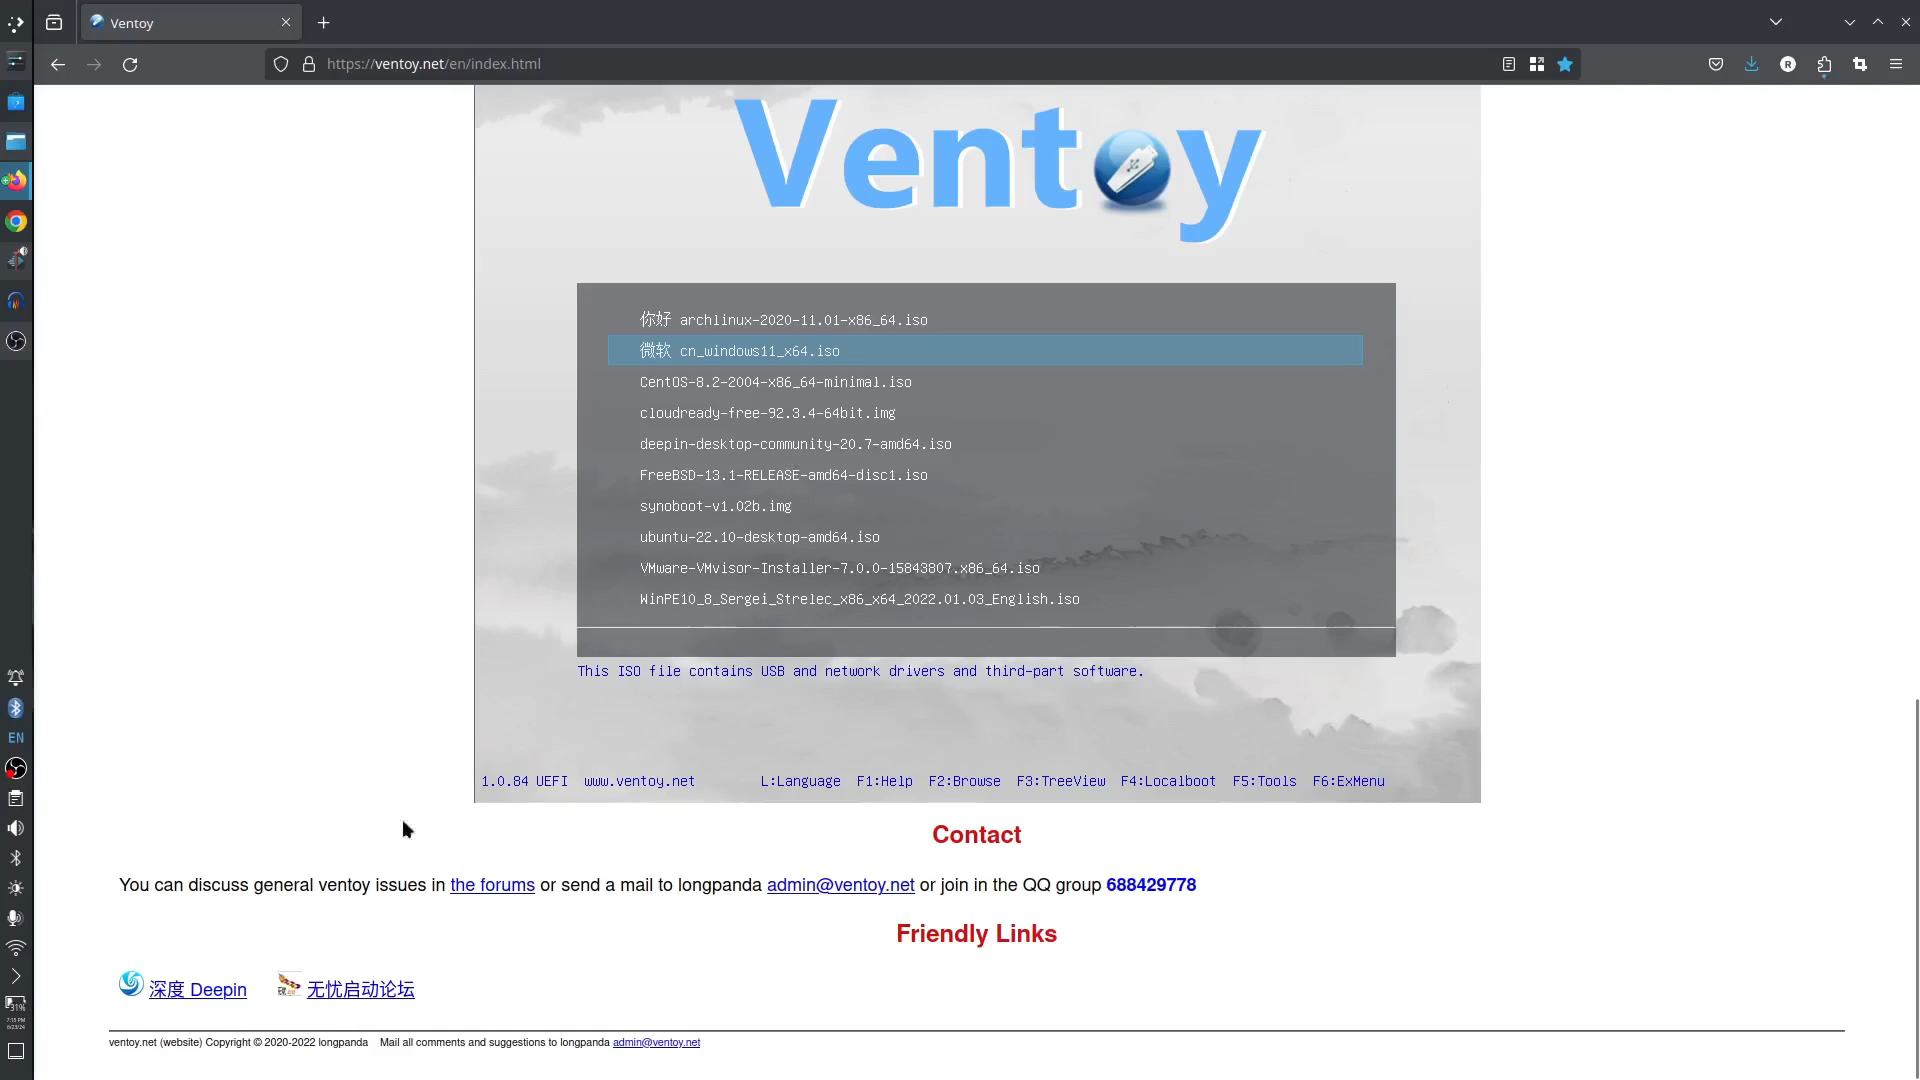 Ventoy
https://ventoy.net/en/index.html
Ventoy
你好 archlinux-2020-11.01-x86_64.iso
微软 cn_windows11_x64.iso
CentOS-8.2-2004-x86_64-minimal.iso
cloudready-free-92.3.4-64bit.img
deepin-desktop-community-20.7-amd64.iso
FreeBSD-13.1-RELEASE-amd64-disc1.iso
synoboot-v1.02b.img
ubuntu-22.10-desktop-amd64.iso
VMware-VMvisor-Installer-7.0.0-15843807.x86_64.iso
WinPE10_8_Sergei_Strelec_x86_x64_2022.01.03_English.iso
This ISO file contains USB and network drivers and third-part software.
1.0.84 UEFI www.ventoy.net L:Language F1:Help F2:Browse F3:TreeView F4:Localboot F5:Tools F6:ExMenu
Contact
You can discuss general ventoy issues in the forums or send a mail to longpanda admin@ventoy.net or join in the QQ group 688429778
Friendly Links
深度 Deepin 无忧启动论坛
ventoy.net (website) Copyright © 2020-2022 longpanda Mail all comments and suggestions to longpanda admin@ventoy.net
R
EN
31%